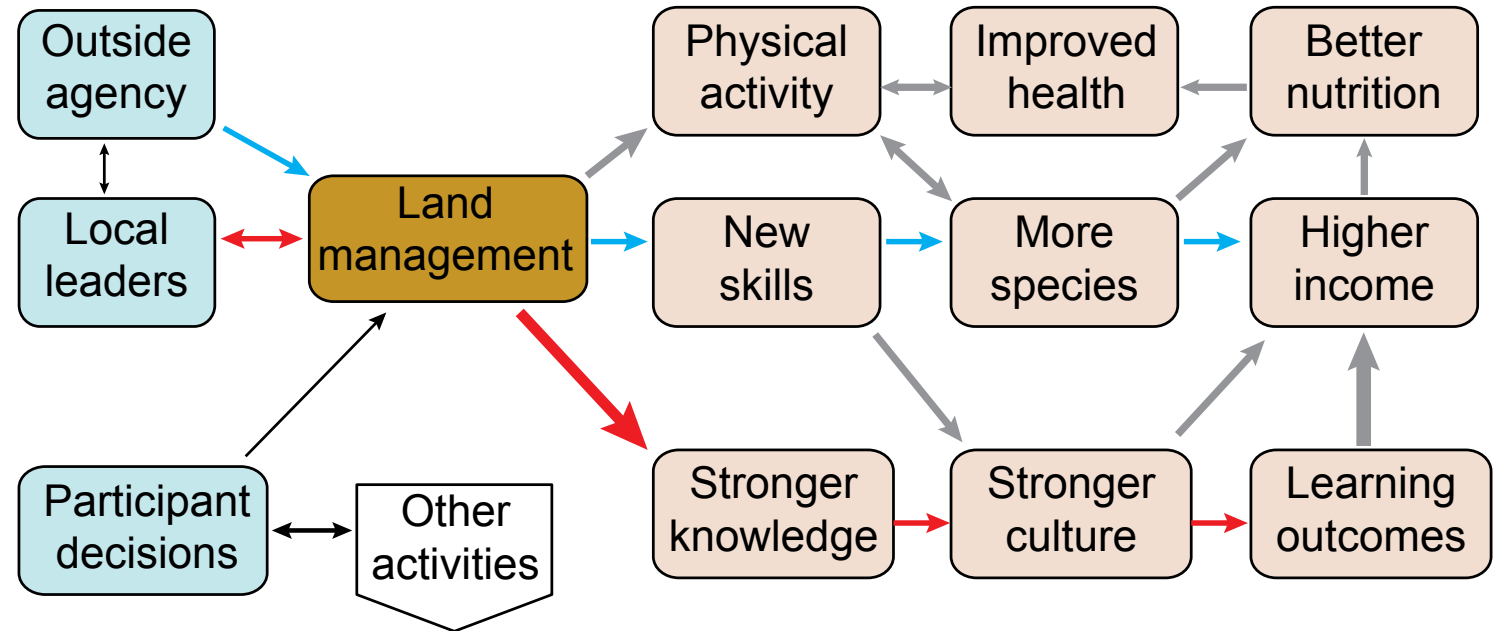 Outside
agency
Physical
activity
Improved
health
Better
nutrition
Local
leaders
Land
management
New
skills
More
species
Higher
income
Participant
decisions
Other
activities
Stronger
knowledge
Stronger
culture
Learning
outcomes